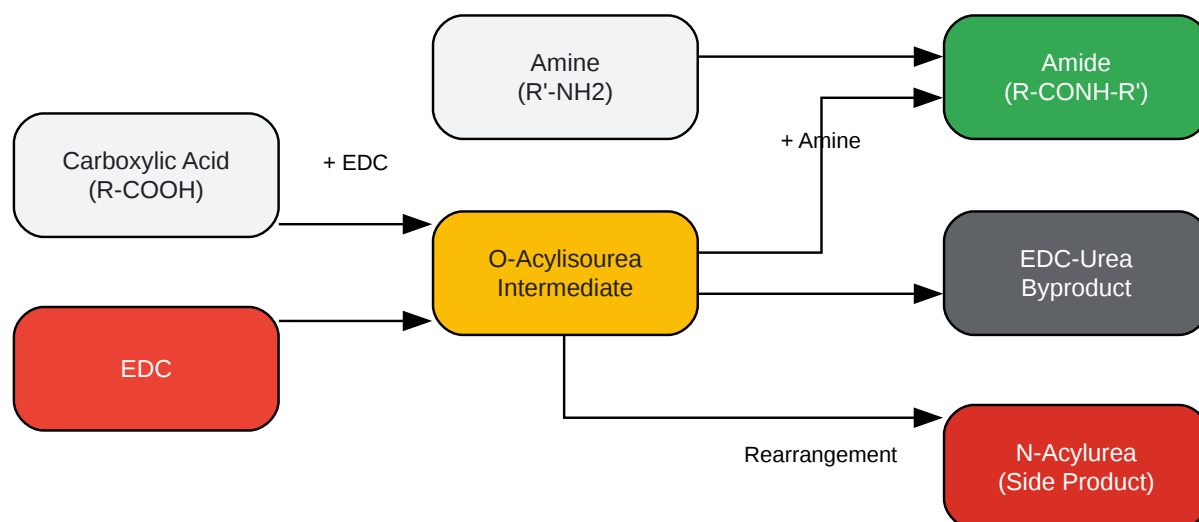 Amine
(R'-NH2)
Amide
(R-CONH-R')
Carboxylic Acid
(R-COOH)
+ EDC
+ Amine
O-Acylisourea
Intermediate
EDC-Urea
Byproduct
EDC
Rearrangement
N-Acylurea
(Side Product)